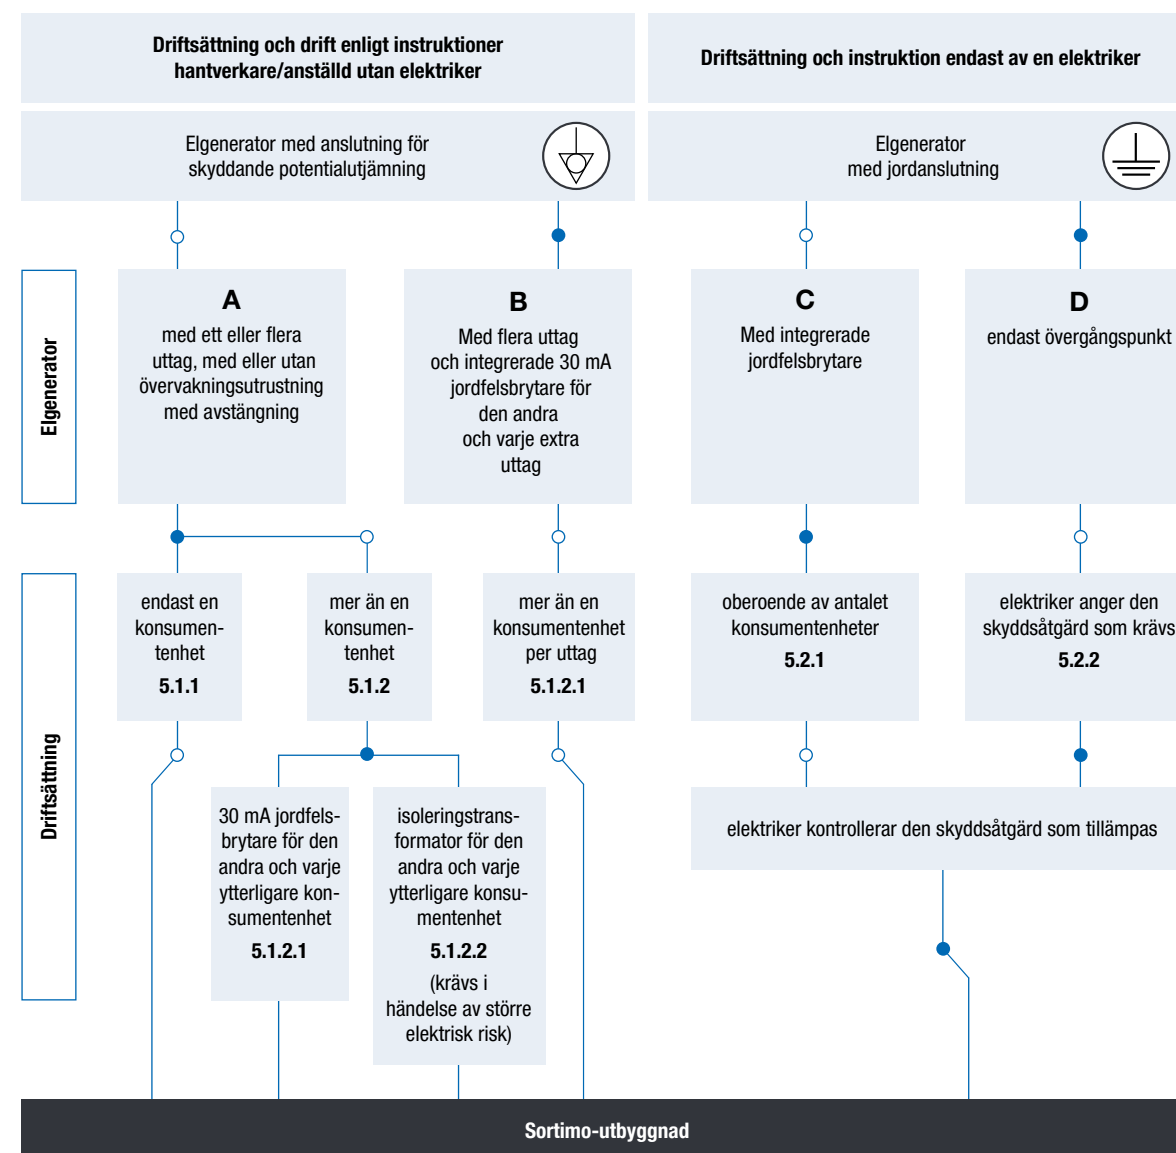 Driftsättning och drift enligt instruktioner
hantverkare/anställd utan elektriker
Driftsättning och instruktion endast av en elektriker
Elgenerator med anslutning för
skyddande potentialutjämning
Elgenerator
med jordanslutning
Elgenerator
A
med ett eller flera
uttag, med eller utan
övervakningsutrustning
med avstängning
B
Med flera uttag
och integrerade 30 mA
jordfelsbrytare för
den andra
och varje extra
uttag
C
Med integrerade
jordfelsbrytare
D
endast övergångspunkt
Driftsättning
endast en
konsumen-
tenhet
5.1.1
mer än en
konsumen-
tenhet
5.1.2
mer än en
konsumentenhet
per uttag
5.1.2.1
oberoende av antalet
konsumentenheter
5.2.1
elektriker anger den
skyddsåtgärd som krävs
5.2.2
30 mA jordfels-
brytare för den
andra och varje
ytterligare kon-
sumentenhet
5.1.2.1
isoleringstrans-
formator för den
andra och varje
ytterligare konsu-
mentenhet
5.1.2.2
(krävs i
händelse av större
elektrisk risk)
elektriker kontrollerar den skyddsåtgärd som tillämpas
Sortimo-utbyggnad